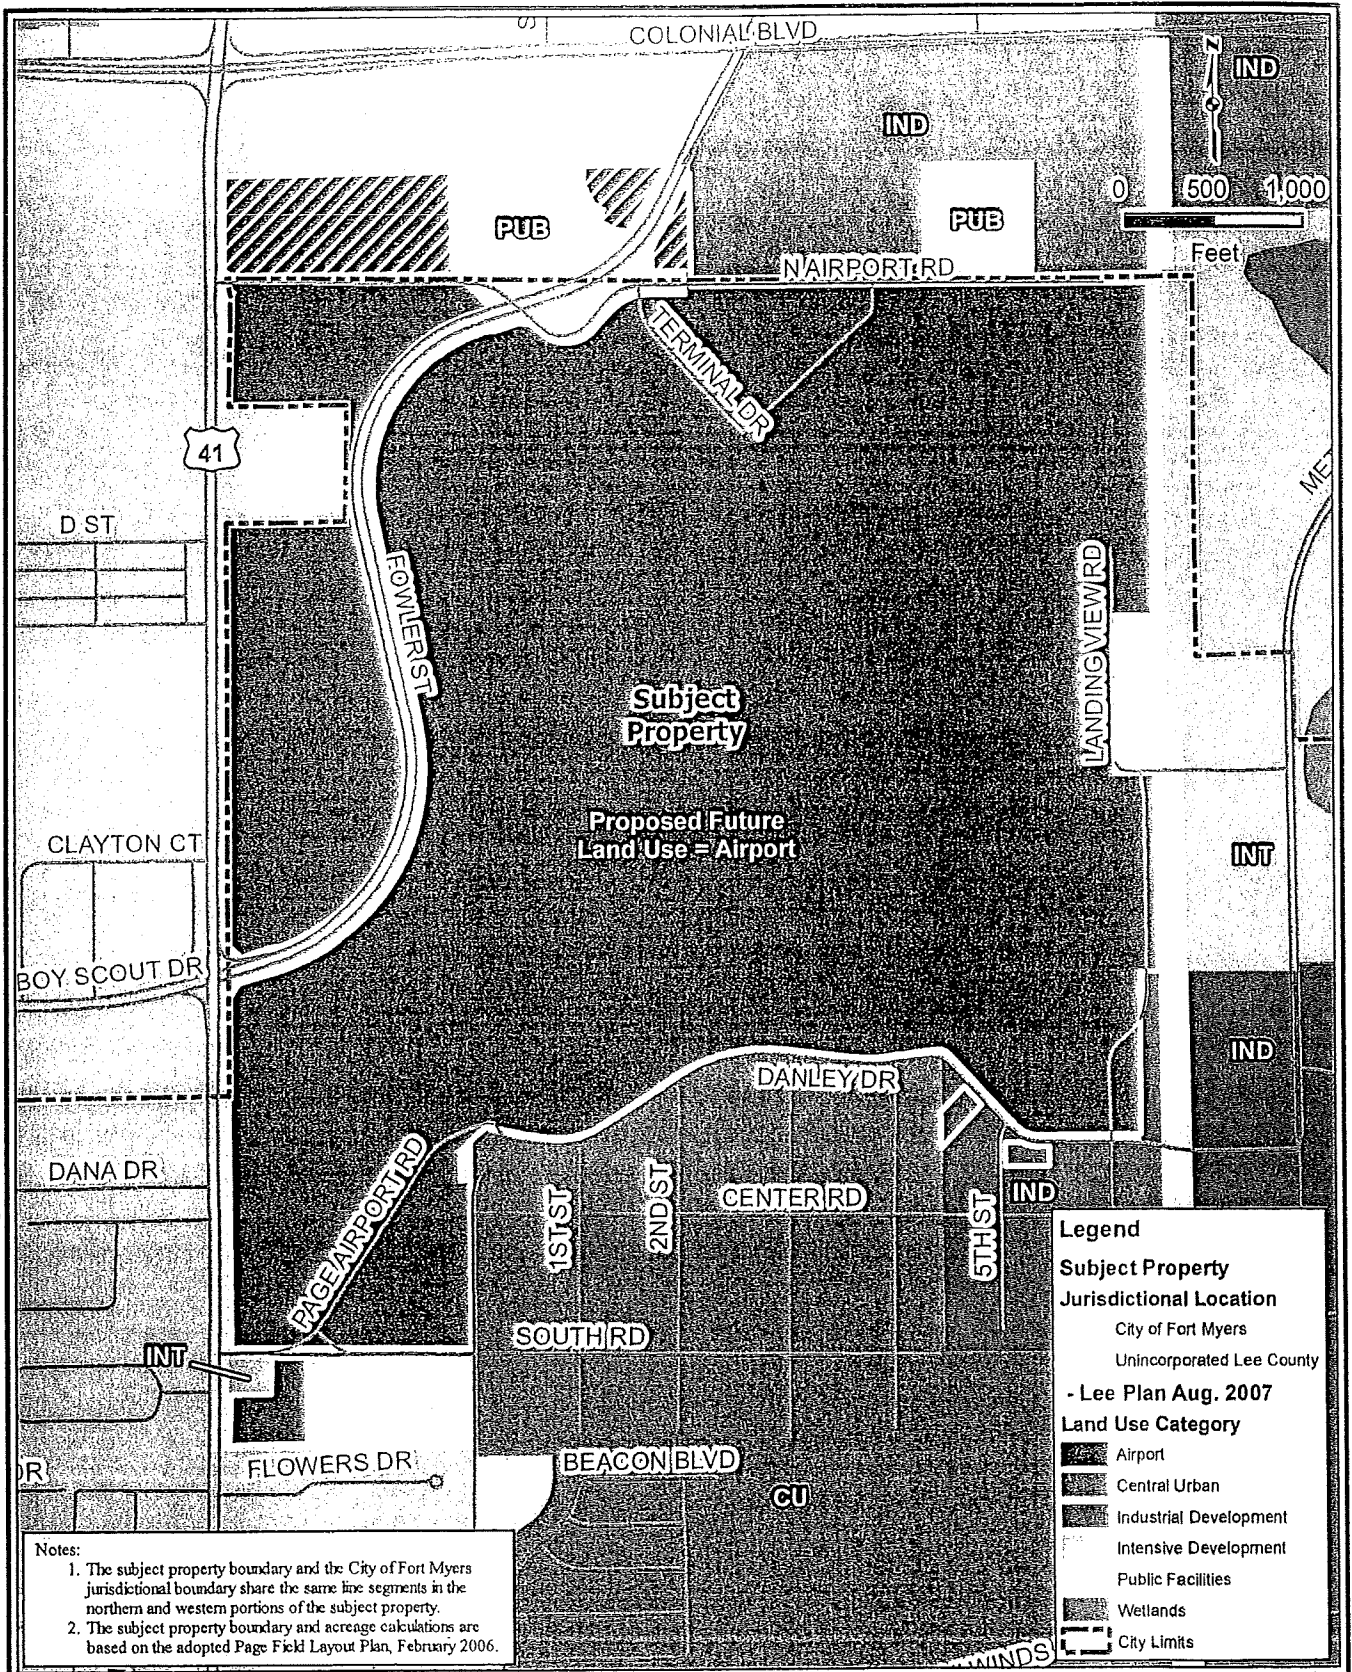 S
COLONIAL BLVD
N
IND
IND
0 500 1,000
Feet
PUB
PUB
N AIRPORT RD
TERMINAL DR
41
MET
D ST
FOWLER ST
LANDING VIEW RD
Subject
Property
Proposed Future
Land Use = Airport
CLAYTON CT
INT
BOY SCOUT DR
IND
DANLEY DR
DANA DR
PAGE AIRPORT RD
1ST ST
2ND ST
CENTER RD
5TH ST
IND
SOUTH RD
INT
FLOWERS DR
DR
BEACON BLVD
CU
WINDS
Legend
Subject Property
Jurisdictional Location
City of Fort Myers
Unincorporated Lee County
- Lee Plan Aug. 2007
Land Use Category
Airport
Central Urban
Industrial Development
Intensive Development
Public Facilities
Wetlands
City Limits
Notes:
1. The subject property boundary and the City of Fort Myers
jurisdictional boundary share the same line segments in the
northern and western portions of the subject property.
2. The subject property boundary and acreage calculations are
based on the adopted Page Field Layout Plan, February 2006.